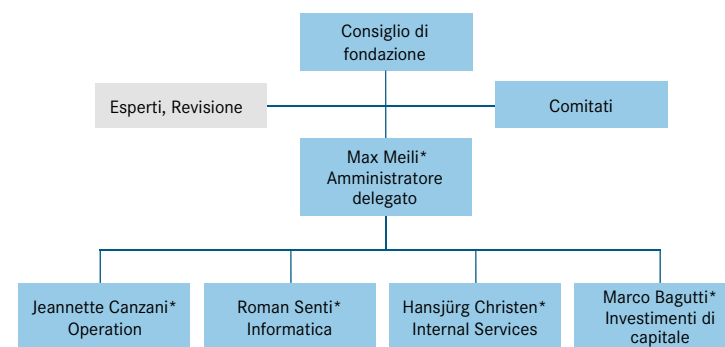 Consiglio di
fondazione
Esperti, Revisione
Comitati
Max Meili*
Amministratore
delegato
Jeannette Canzani*
Operation
Roman Senti*
Informatica
Hansjürg Christen*
Internal Services
Marco Bagutti*
Investimenti di
capitale